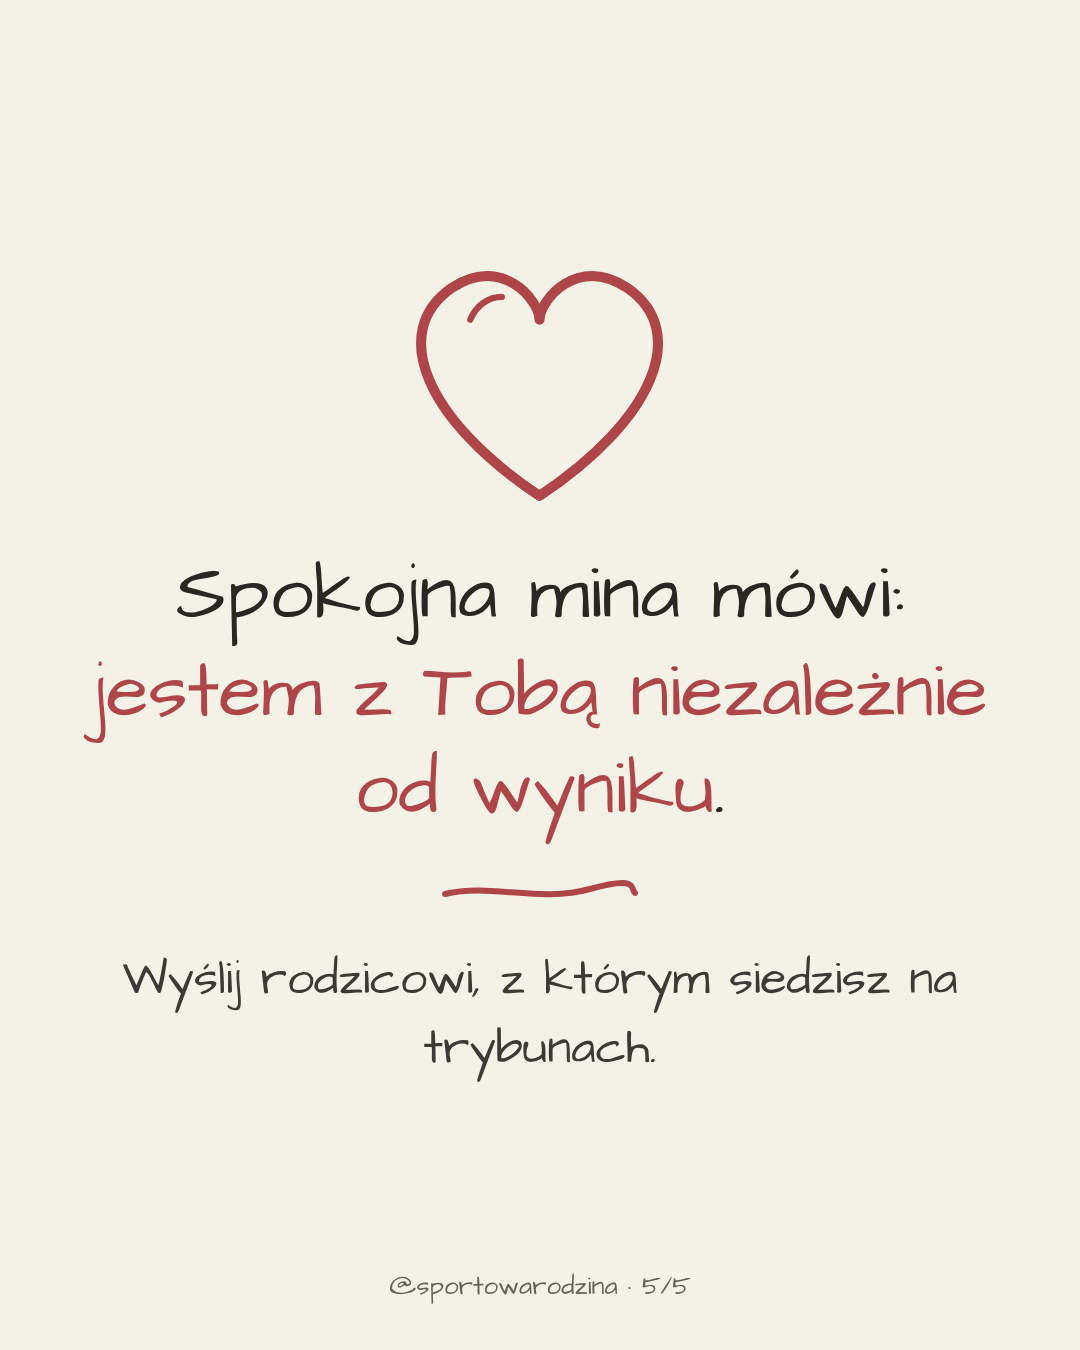 Spokojna mina mówi:
jestem z Tobą niezależnie
od wyniku.
Wyślij rodzicowi, z którym siedzisz na
trybunach.
@sportowarodzina · 5/5